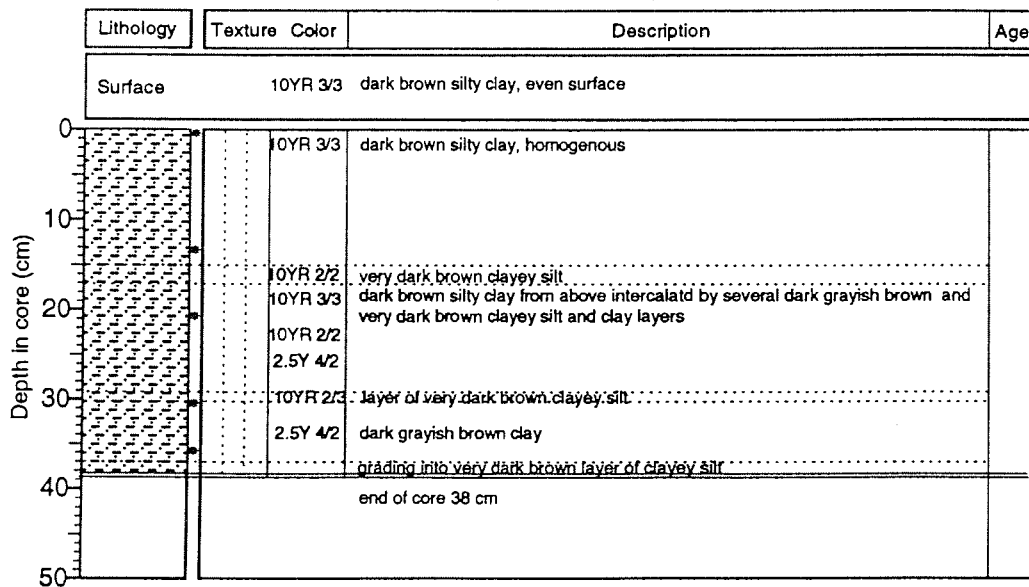 Lithology Texture Color Description Age
Surface 10YR 3/3 dark brown silty clay, even surface
0
10YR 3/3 dark brown silty clay, homogenous
10
10YR 2/2 very dark brown clayey silt
10YR 3/3 dark brown silty clay from above intercalatd by several dark grayish brown and
very dark brown clayey silt and clay layers
20
10YR 2/2
2.5Y 4/2
30
10YR 2/3 layer of very dark brown clayey silt
2.5Y 4/2 dark grayish brown clay
grading into very dark brown layer of clayey silt
40
end of core 38 cm
50
Depth in core (cm)